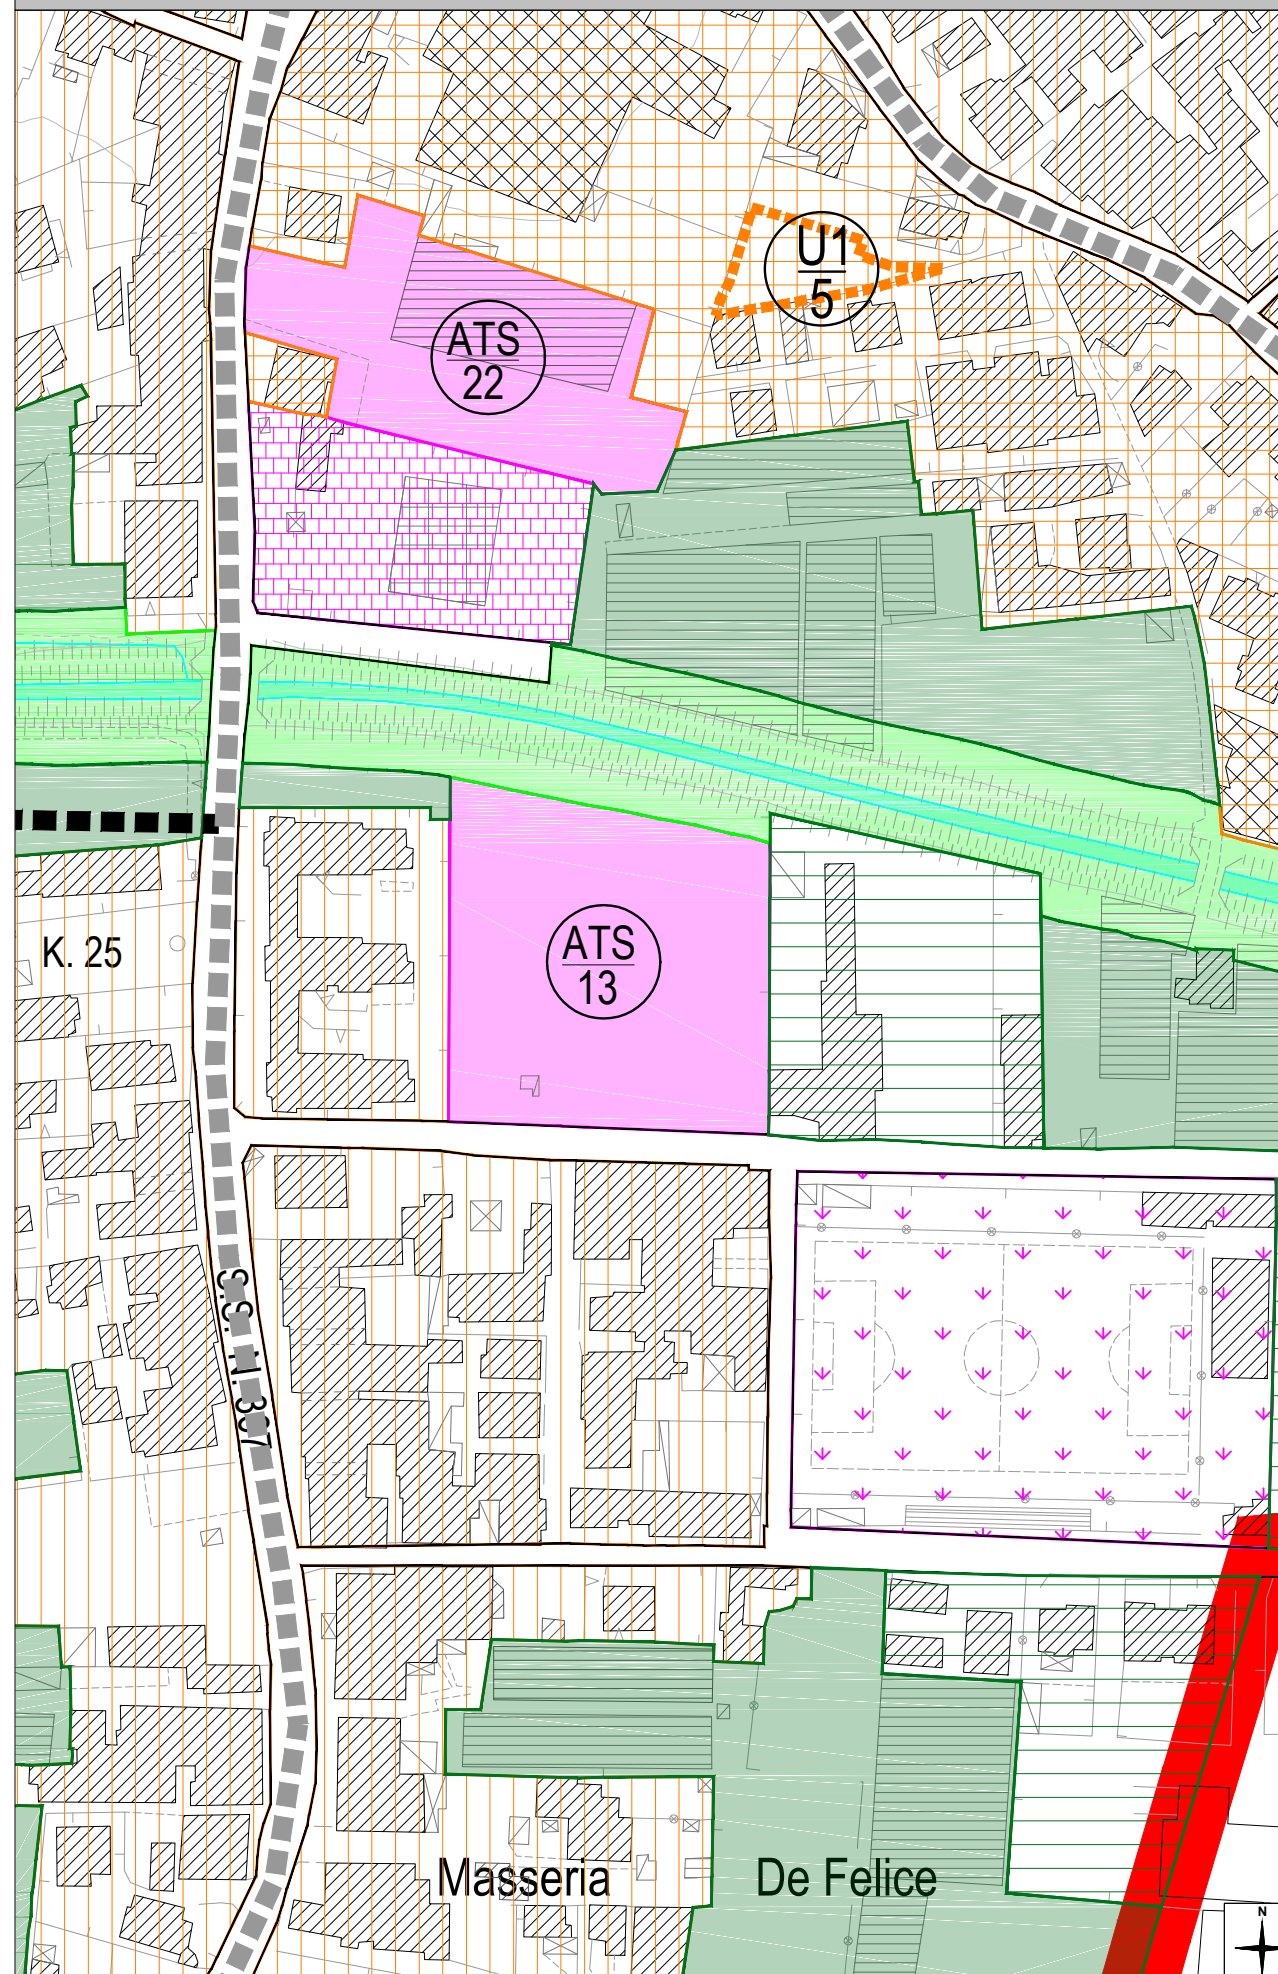 U1
5
ATS
22
ATS
13
K. 25
S.S. N. 367
Masseria
De Felice
N